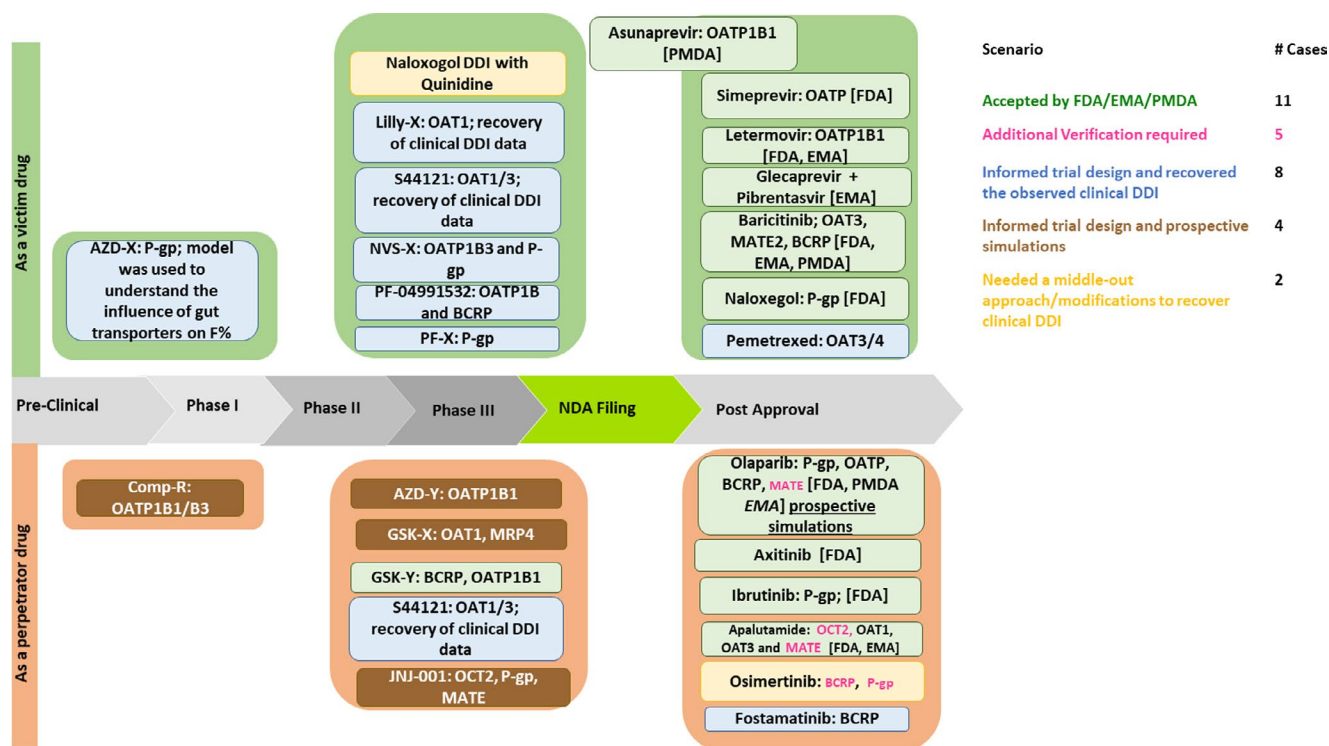 As a victim drug
AZD-X: P-gp; model
was used to
understand the
influence of gut
transporters on F%
Naloxogol DDI with
Quinidine
Lilly-X: OAT1; recovery
of clinical DDI data
S44121: OAT1/3;
recovery of clinical DDI
data
NVS-X: OATP1B3 and P-
gp
PF-04991532: OATP1B
and BCRP
PF-X: P-gp
Asunaprevir: OATP1B1
[PMDA]
Simeprevir: OATP [FDA]
Letermovir: OATP1B1
[FDA, EMA]
Glecaprevir +
Pibrentasvir [EMA]
Baricitinib; OAT3,
MATE2, BCRP [FDA,
EMA, PMDA]
Naloxegol: P-gp [FDA]
Pemetrexed: OAT3/4
Scenario # Cases
Accepted by FDA/EMA/PMDA 11
Additional Verification required 5
Informed trial design and recovered 8
the observed clinical DDI
Informed trial design and prospective 4
simulations
Needed a middle-out 2
approach/modifications to recover
clinical DDI
Pre-Clinical Phase I Phase II Phase III NDA Filing Post Approval
As a perpetrator drug
Comp-R:
OATP1B1/B3
AZD-Y: OATP1B1
GSK-X: OAT1, MRP4
GSK-Y: BCRP, OATP1B1
S44121: OAT1/3;
recovery of clinical DDI
data
JNJ-001: OCT2, P-gp,
MATE
Olaparib: P-gp, OATP,
BCRP, MATE [FDA, PMDA
EMA] prospective
simulations
Axitinib [FDA]
Ibrutinib: P-gp; [FDA]
Apalutamide: OCT2, OAT1,
OAT3 and MATE [FDA, EMA]
Osimertinib: BCRP, P-gp
Fostamatinib: BCRP